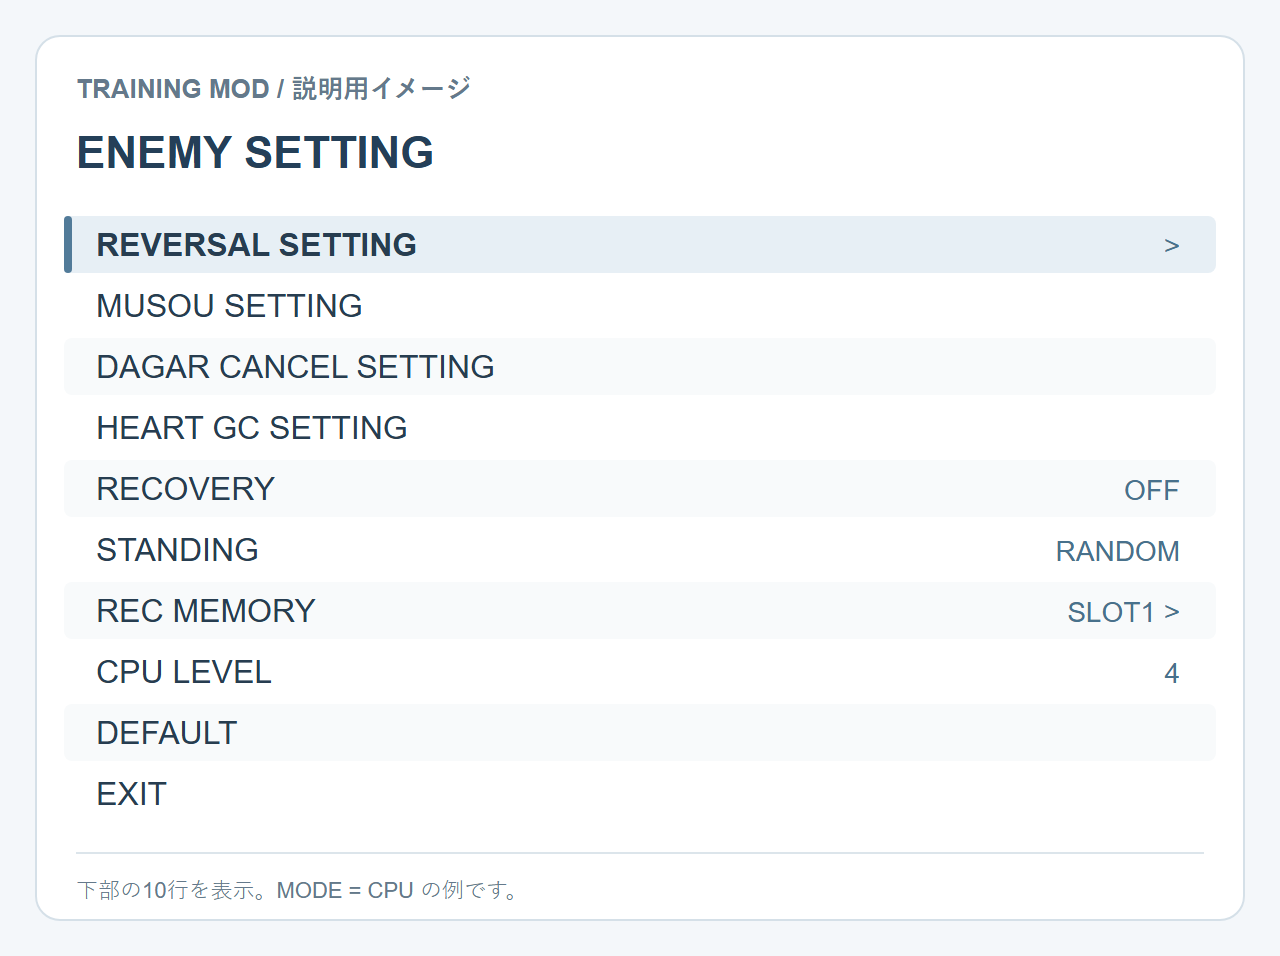 TRAINING MOD / 説明用イメージ
ENEMY SETTING
REVERSAL SETTING >
MUSOU SETTING
DAGAR CANCEL SETTING
HEART GC SETTING
RECOVERY OFF
STANDING RANDOM
REC MEMORY SLOT1 >
CPU LEVEL 4
DEFAULT
EXIT
下部の10行を表示。MODE = CPU の例です。